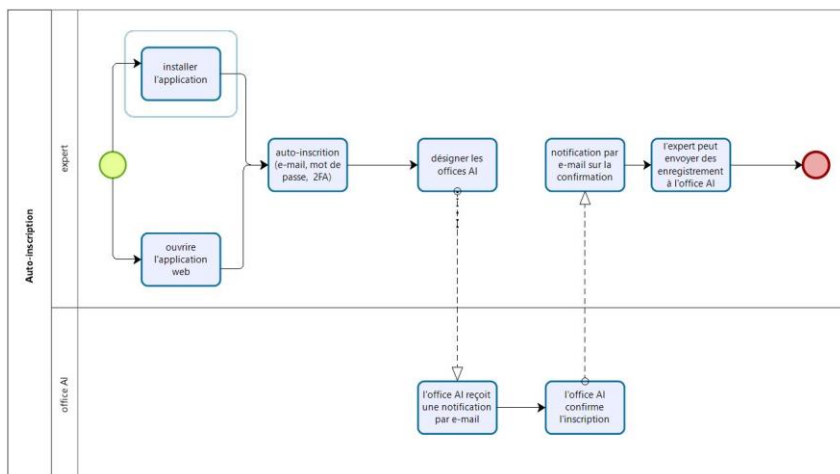 Auto-inscription
expert
installer
l'application
ouvrire
l'application
web
auto-inscrition
(e-mail, mot de
passe, 2FA)
désigner les
offices AI
notification par
e-mail sur la
confirmation
l'expert peut
envoyer des
enregistrement
à l'office AI
office AI
l'office AI reçoit
une notification
par e-mail
l'office AI
confirme
l'inscription